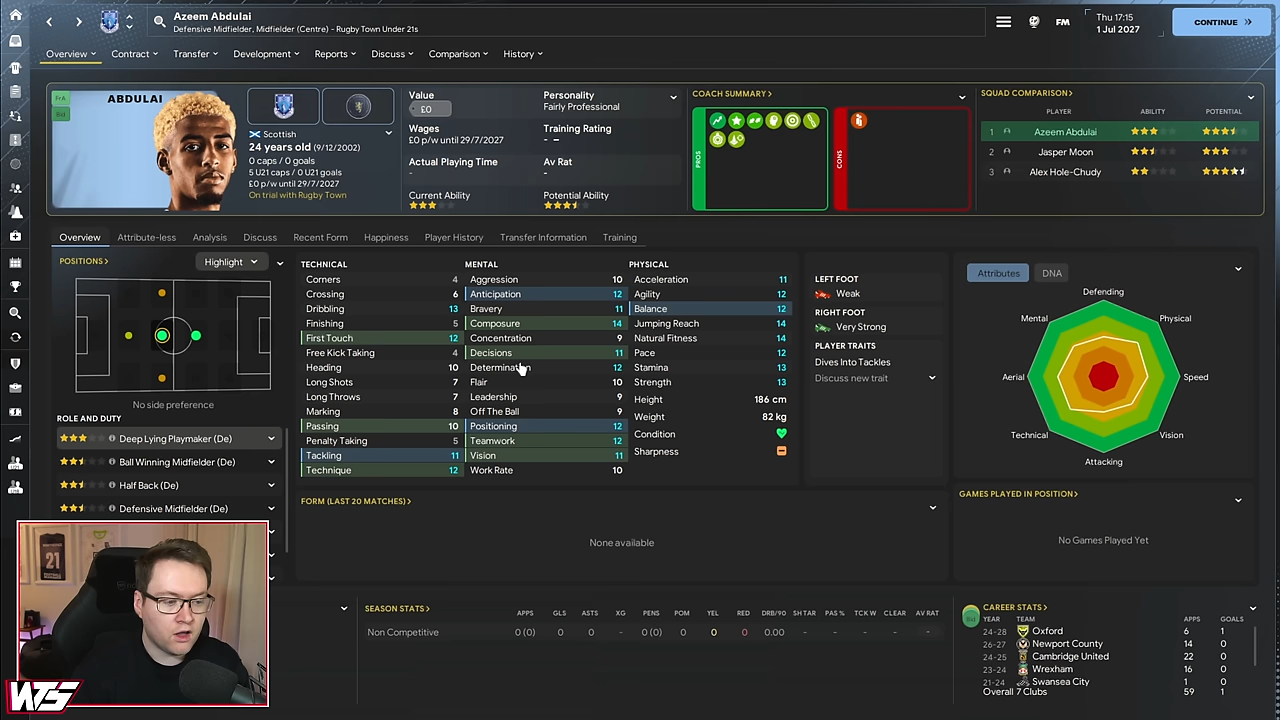 Azeem Abdulai
Defensive Midfielder, Midfielder (Centre) - Rugby Town Under 21s
FM
Thu 17:15
1 Jul 2027
CONTINUE
Overview
Contract
Transfer
Development
Reports
Discuss
Comparison
History
FrA
Bid
ABDULAI
Scottish
24 years old (9/12/2002)
0 caps / 0 goals
5 U21 caps / 0 U21 goals
£0 p/w until 29/7/2027
On trial with Rugby Town
Value
£0
Wages
£0 p/w until 29/7/2027
Actual Playing Time
-
Current Ability
Personality
Fairly Professional
Training Rating
- -
Av Rat
-
Potential Ability
COACH SUMMARY >
PROS
CONS
SQUAD COMPARISON >
PLAYER ABILITY POTENTIAL
1 Azeem Abdulai
2 Jasper Moon
3 Alex Hole-Chudy
Overview
Attribute-less
Analysis
Discuss
Recent Form
Happiness
Player History
Transfer Information
Training
POSITIONS >
Highlight
No side preference
ROLE AND DUTY
Deep Lying Playmaker (De)
Ball Winning Midfielder (De)
Half Back (De)
Defensive Midfielder (De)
TECHNICAL
Corners 4
Crossing 6
Dribbling 13
Finishing 5
First Touch 12
Free Kick Taking 4
Heading 10
Long Shots 7
Long Throws 7
Marking 8
Passing 10
Penalty Taking 5
Tackling 11
Technique 12
MENTAL
Aggression 10
Anticipation 12
Bravery 11
Composure 14
Concentration 9
Decisions 11
Determination 12
Flair 10
Leadership 9
Off The Ball 9
Positioning 12
Teamwork 12
Vision 11
Work Rate 10
PHYSICAL
Acceleration 11
Agility 12
Balance 12
Jumping Reach 14
Natural Fitness 14
Pace 12
Stamina 13
Strength 13
Height 186 cm
Weight 82 kg
Condition
Sharpness
LEFT FOOT
Weak
RIGHT FOOT
Very Strong
PLAYER TRAITS
Dives Into Tackles
Discuss new trait
Attributes
DNA
Defending
Physical
Speed
Vision
Attacking
Technical
Aerial
Mental
FORM (LAST 20 MATCHES) >
None available
GAMES PLAYED IN POSITION >
No Games Played Yet
SEASON STATS >
APPS GLS ASTS XG PENS POM YEL RED DRB/90 SH TAR PAS % TCK W CLEAR AV RAT
Non Competitive 0 (0) 0 0 - 0 (0) 0 0 0 0.00 - - - - -
Bid
CAREER STATS >
YEAR TEAM APPS GOALS
24-28 Oxford 6 1
26-27 Newport County 14 0
24-25 Cambridge United 22 0
23-24 Wrexham 16 0
21-24 Swansea City 1 0
Overall 7 Clubs 59 1
21
WTS